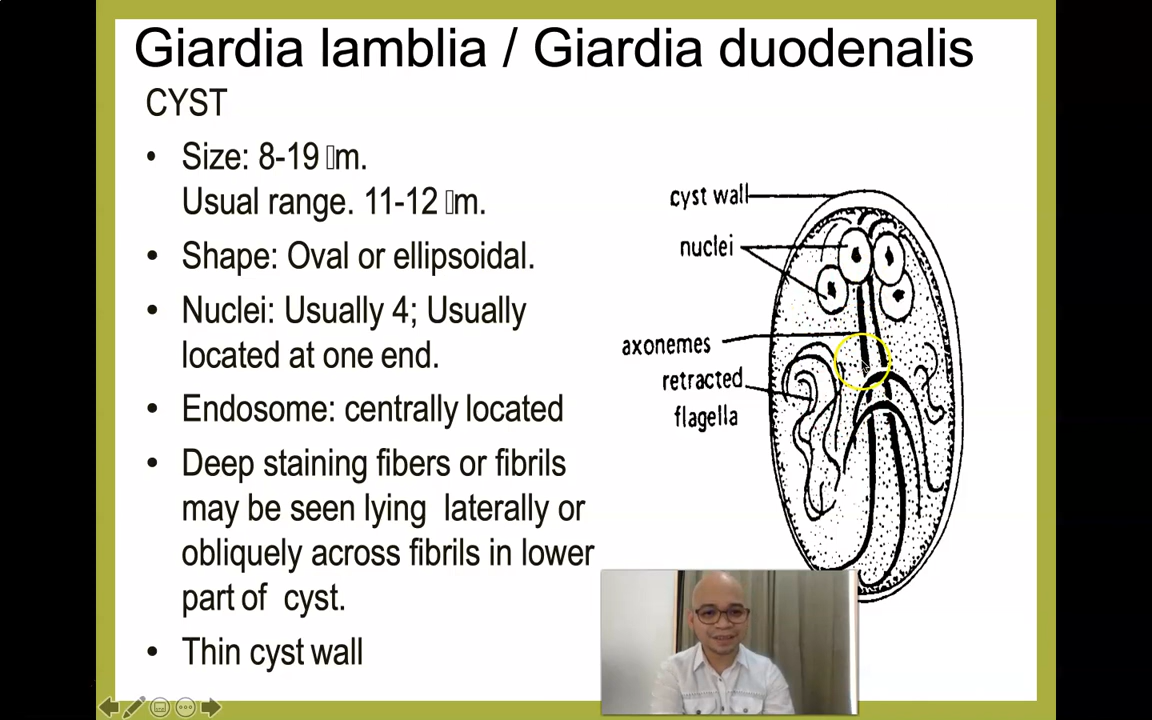 Giardia lamblia / Giardia duodenalis
CYST
• Size: 8-19 ▯m.
Usual range. 11-12 ▯m.
• Shape: Oval or ellipsoidal.
• Nuclei: Usually 4; Usually
located at one end.
• Endosome: centrally located
• Deep staining fibers or fibrils
may be seen lying laterally or
obliquely across fibrils in lower
part of cyst.
• Thin cyst wall
cyst wall
nuclei
axonemes
retracted
flagella